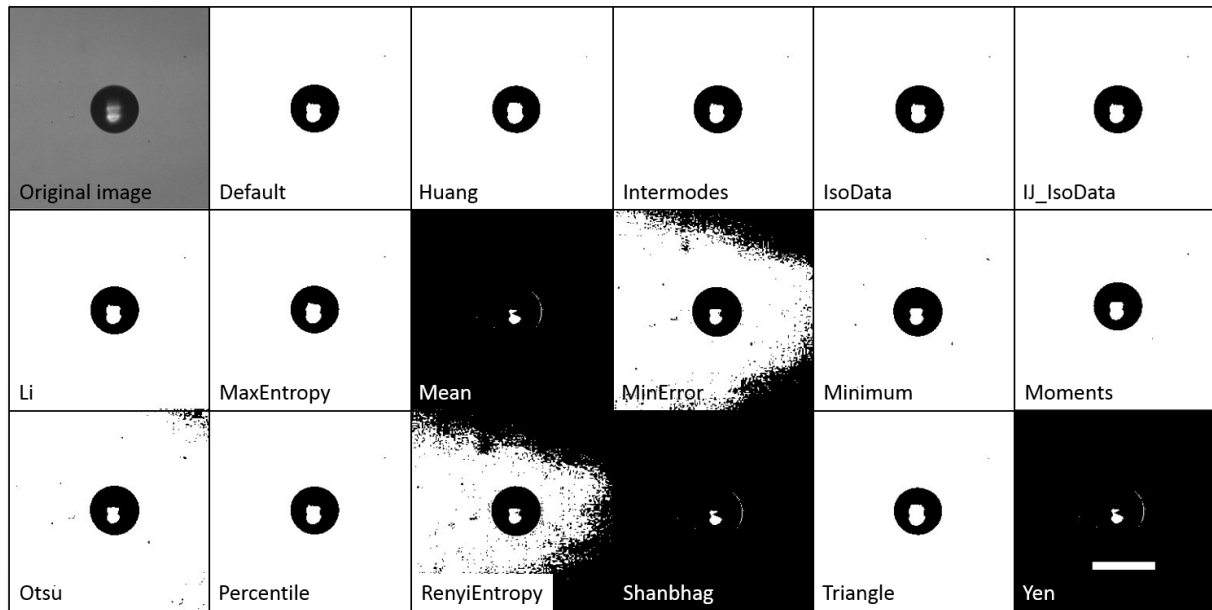 Original image
Default
Huang
Intermodes
IsoData
IJ_IsoData
Li
MaxEntropy
Mean
MinError
Minimum
Moments
Otsu
Percentile
RenyiEntropy
Shanbhag
Triangle
Yen